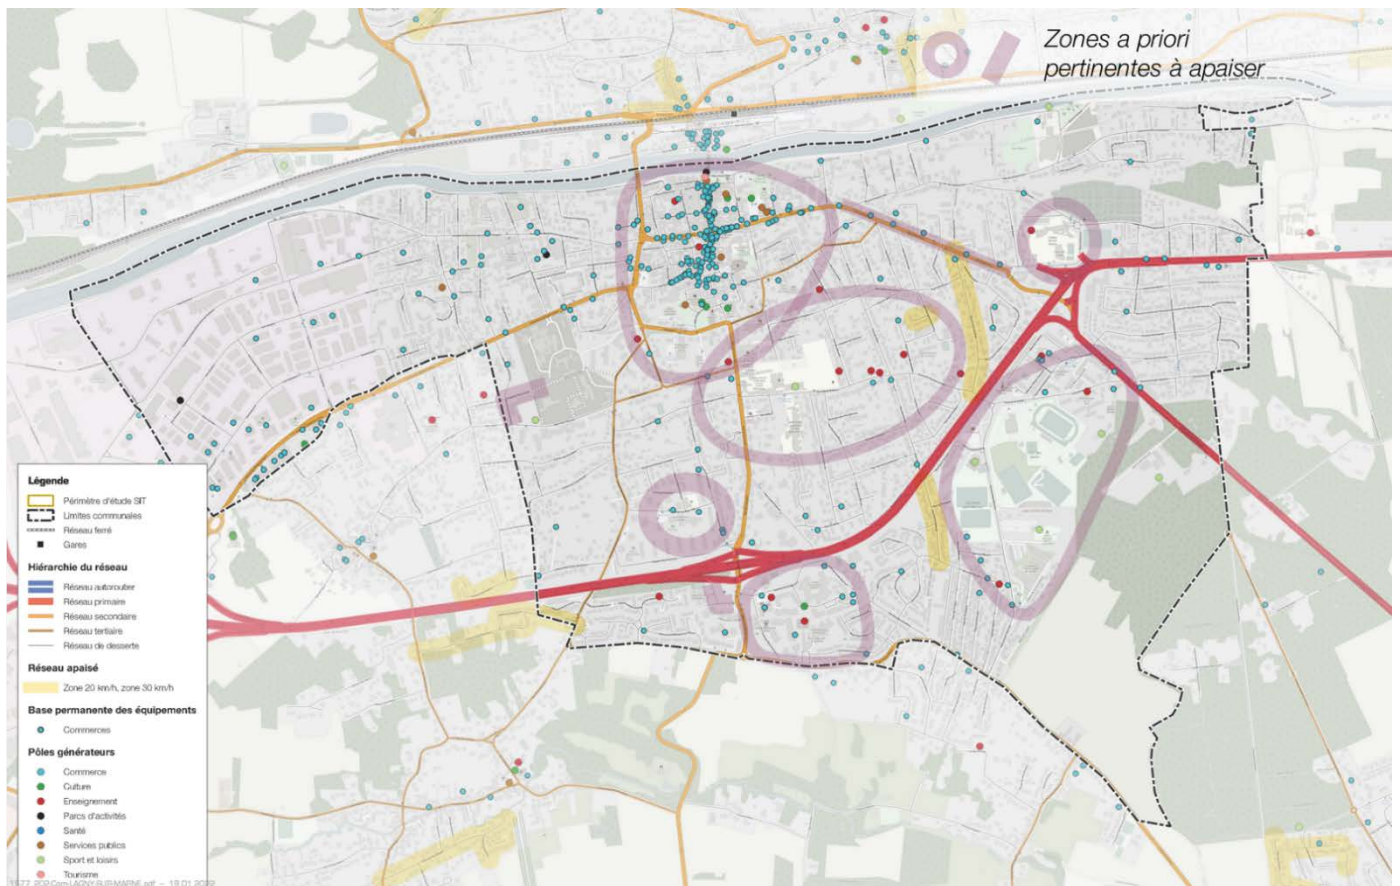 Zones a priori
pertinentes à apaiser
Légende
Périmètre d'étude SIT
Limites communales
Réseau ferré
Gares
Hiérarchie du réseau
Réseau autoroutier
Réseau primaire
Réseau secondaire
Réseau tertiaire
Réseau de desserte
Réseau apaisé
Zone 20 km/h, zone 30 km/h
Base permanente des équipements
Commerces
Pôles générateurs
Commerce
Culture
Enseignement
Parcs d'activités
Santé
Services publics
Sport et loisirs
Tourisme